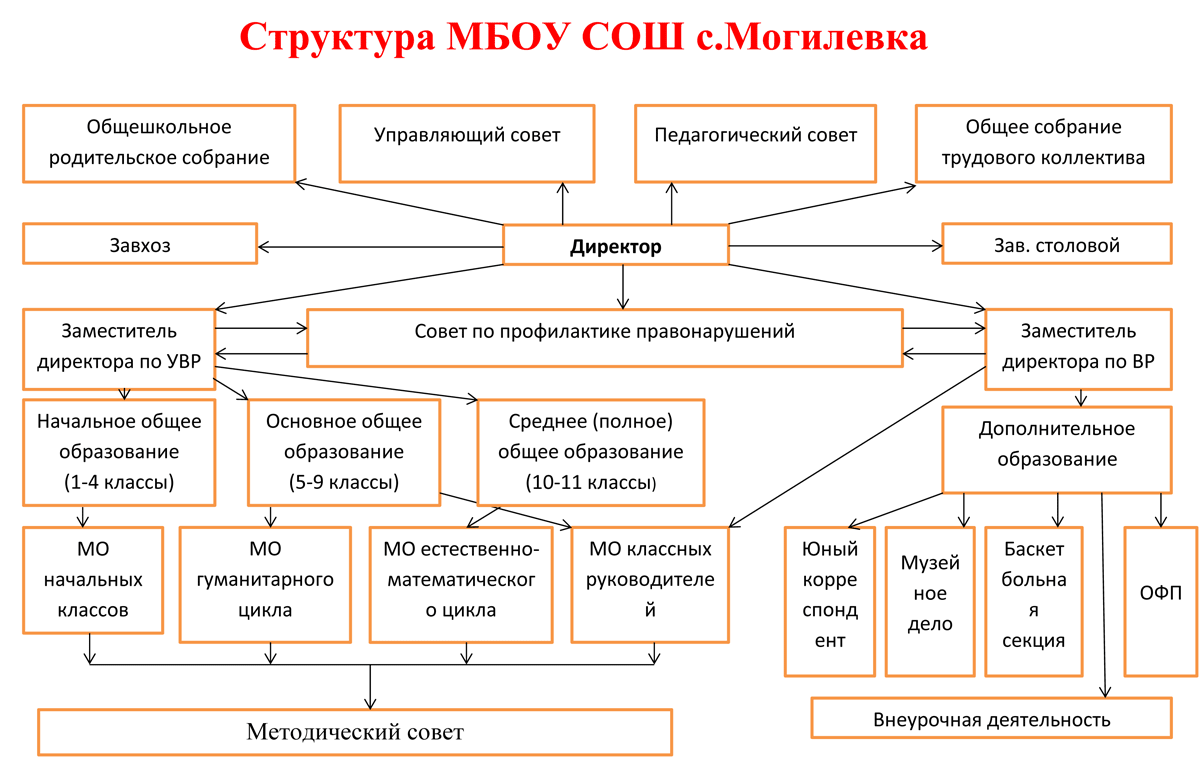 Структура МБОУ СОШ с.Могилевка
Общешкольное
родительское собрание
Управляющий совет
Педагогический совет
Общее собрание
трудового коллектива
Завхоз
Директор
Зав. столовой
Заместитель
директора по УВР
Совет по профилактике правонарушений
Заместитель
директора по ВР
Начальное общее
образование
(1-4 классы)
Основное общее
образование
(5-9 классы)
Среднее (полное)
общее образование
(10-11 классы)
Дополнительное
образование
МО
начальных
классов
МО
гуманитарного
цикла
МО естественно-
математическог
о цикла
МО классных
руководителе
й
Юный
корре
спонд
ент
Музей
ное
дело
Баскет
больна
я
секция
ОФП
Методический совет
Внеурочная деятельность